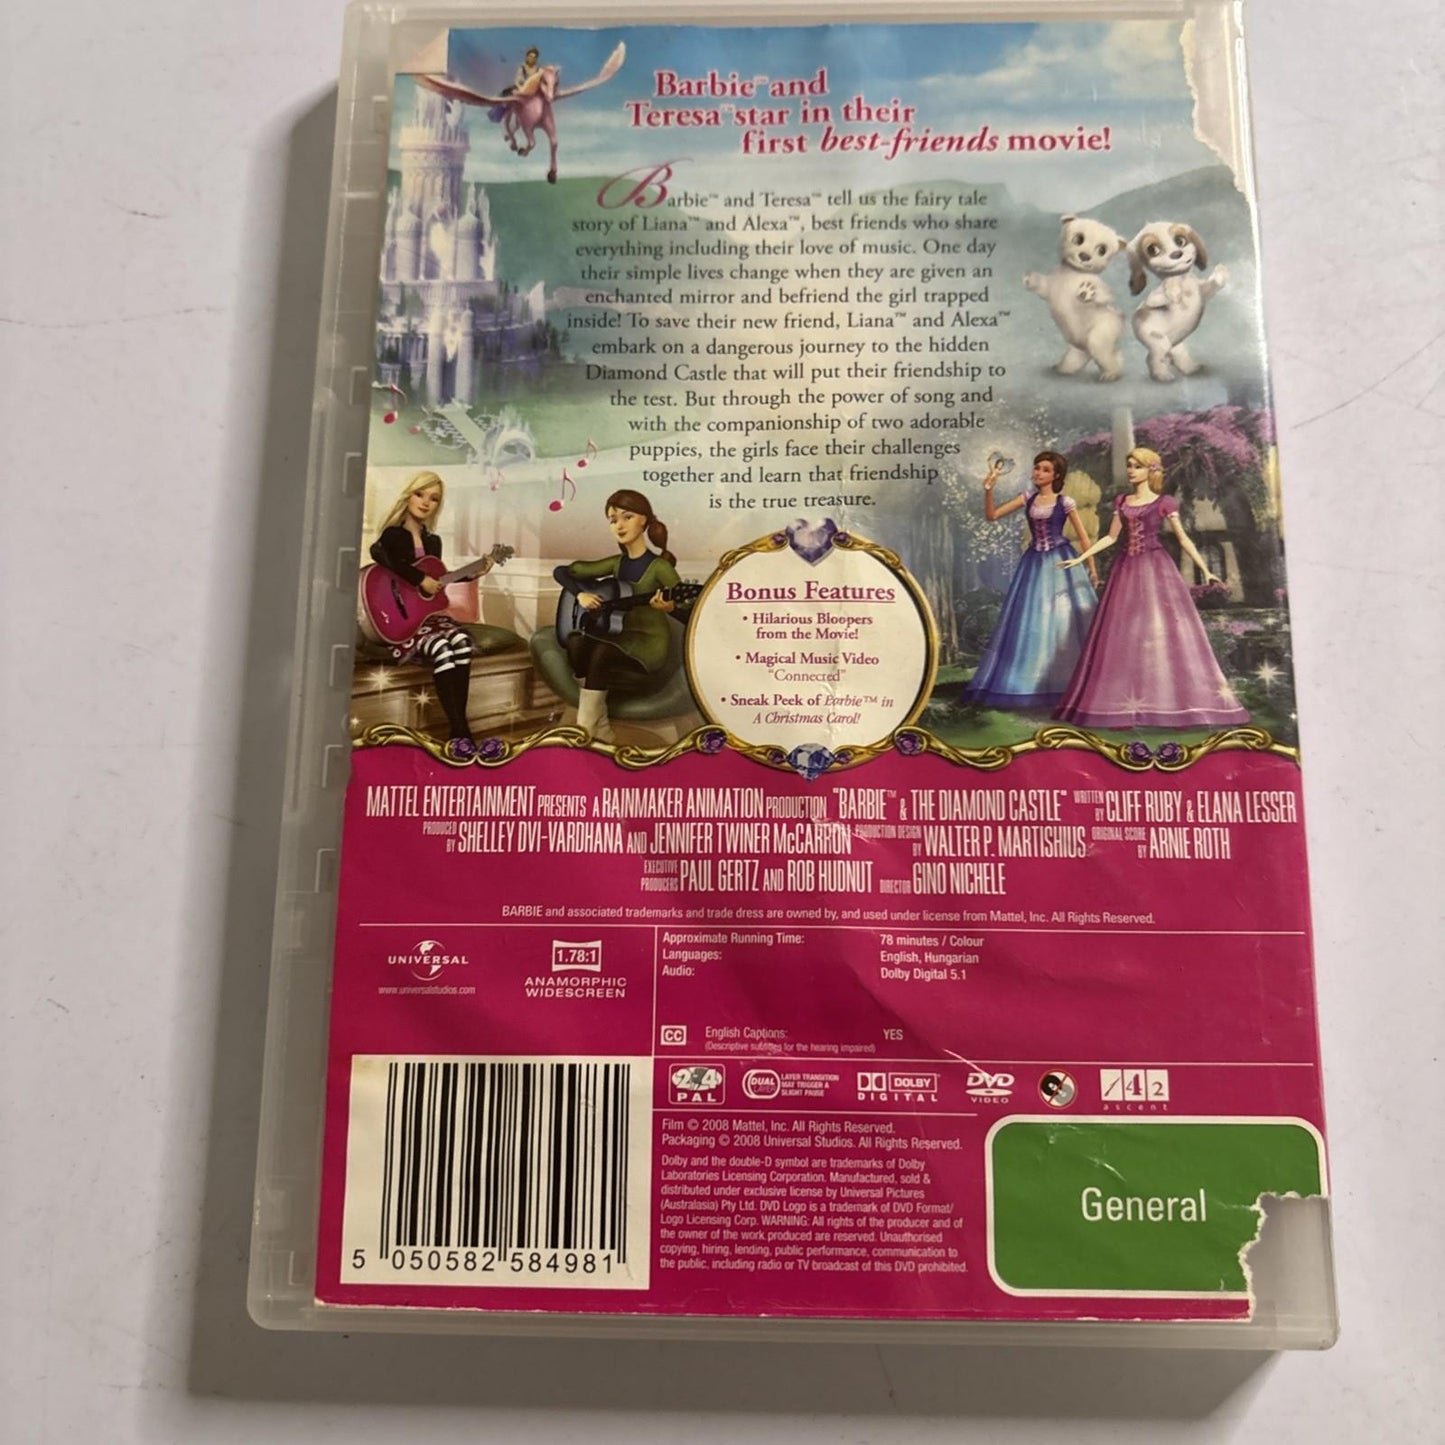 Barbie™ and
Teresa™ star in their
first best-friends movie!
Barbie™ and Teresa™ tell us the fairy tale
story of Liana™ and Alexa™, best friends who share
everything including their love of music. One day
their simple lives change when they are given an
enchanted mirror and befriend the girl trapped
inside! To save their new friend, Liana™ and Alexa™
embark on a dangerous journey to the hidden
Diamond Castle that will put their friendship to
the test. But through the power of song and
with the companionship of two adorable
puppies, the girls face their challenges
together and learn that friendship
is the true treasure.
Bonus Features
• Hilarious Bloopers
from the Movie!
• Magical Music Video
"Connected"
• Sneak Peek of Barbie™ in
A Christmas Carol!
MATTEL ENTERTAINMENT PRESENTS A RAINMAKER ANIMATION PRODUCTION "BARBIE™ & THE DIAMOND CASTLE" WRITTEN BY CLIFF RUBY & ELANA LESSER
PRODUCED BY SHELLEY DVI-VARDHANA AND JENNIFER TWINER McCARRON PRODUCTION DESIGN BY WALTER P. MARTISHIUS ORIGINAL SCORE BY ARNIE ROTH
EXECUTIVE PRODUCERS PAUL GERTZ AND ROB HUDNUT DIRECTOR GINO NICHELE
BARBIE and associated trademarks and trade dress are owned by, and used under license from Mattel, Inc. All Rights Reserved.
UNIVERSAL
www.universalstudios.com
1.78:1
ANAMORPHIC
WIDESCREEN
Approximate Running Time: 78 minutes / Colour
Languages: English, Hungarian
Audio: Dolby Digital 5.1
CC English Captions: YES
(Descriptive subtitles for the hearing impaired)
2 4
PAL
DUAL LAYER
LAYER TRANSITION
MAY TRIGGER A
SLIGHT PAUSE
DOLBY
DIGITAL
DVD
VIDEO
142
ascent
Film © 2008 Mattel, Inc. All Rights Reserved.
Packaging © 2008 Universal Studios. All Rights Reserved.
Dolby and the double-D symbol are trademarks of Dolby
Laboratories Licensing Corporation. Manufactured, sold &
distributed under exclusive license by Universal Pictures
(Australasia) Pty Ltd. DVD Logo is a trademark of DVD Format/
Logo Licensing Corp. WARNING: All rights of the producer and of
the owner of the work produced are reserved. Unauthorised
copying, hiring, lending, public performance, communication to
the public, including radio or TV broadcast of this DVD prohibited.
General
5 050582 584981